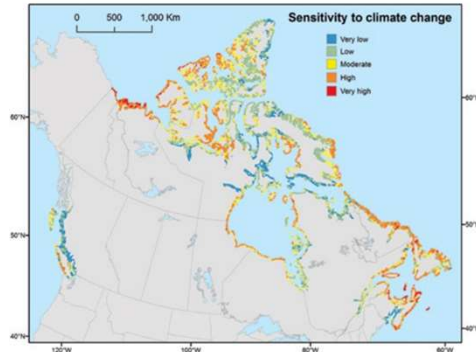 0 500 1,000 Km
Sensitivity to climate change
Very low
Low
Moderate
High
Very high
60°N
60°N
50°N
50°N
40°N
40°N
120°W 100°W 80°W 60°W